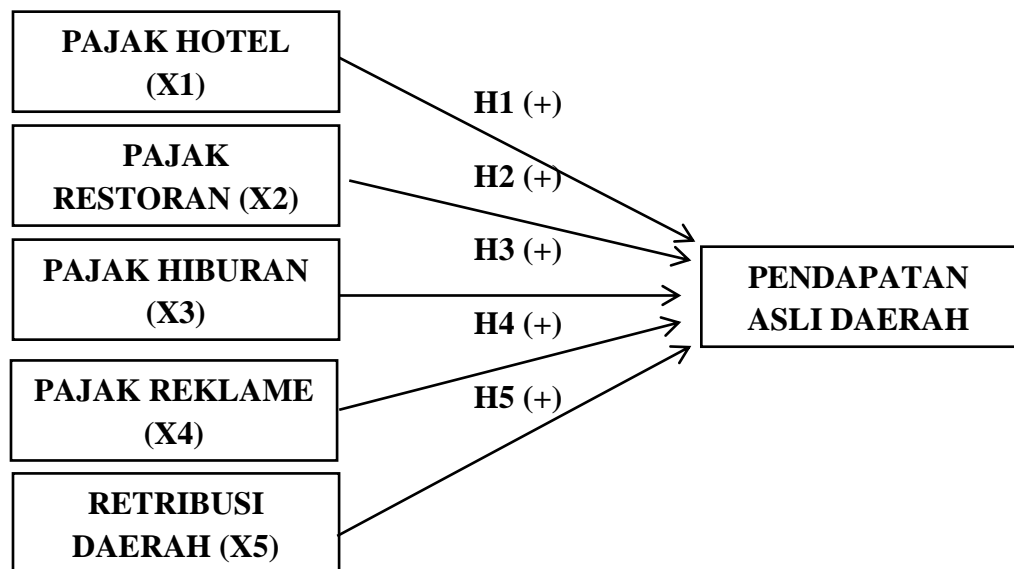 PAJAK HOTEL
(X1)
H1 (+)
PAJAK
RESTORAN (X2)
H2 (+)
PAJAK HIBURAN
(X3)
H3 (+)
PENDAPATAN
ASLI DAERAH
H4 (+)
PAJAK REKLAME
(X4)
H5 (+)
RETRIBUSI
DAERAH (X5)